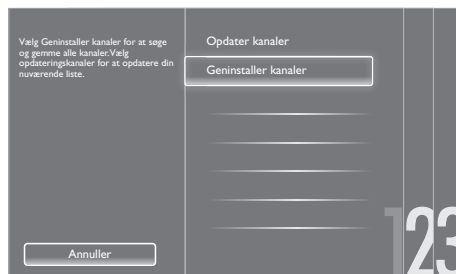 Vælg Geninstaller kanaler for at søge
og gemme alle kanaler.Vælg
opdateringskanaler for at opdatere din
nuværende liste.
Opdater kanaler
Geninstaller kanaler
Annuller
123